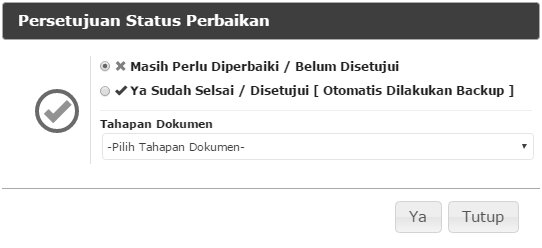 Persetujuan Status Perbaikan
Masih Perlu Diperbaiki / Belum Disetujui
Ya Sudah Selsai / Disetujui [ Otomatis Dilakukan Backup ]
Tahapan Dokumen
-Pilih Tahapan Dokumen-
Ya
Tutup